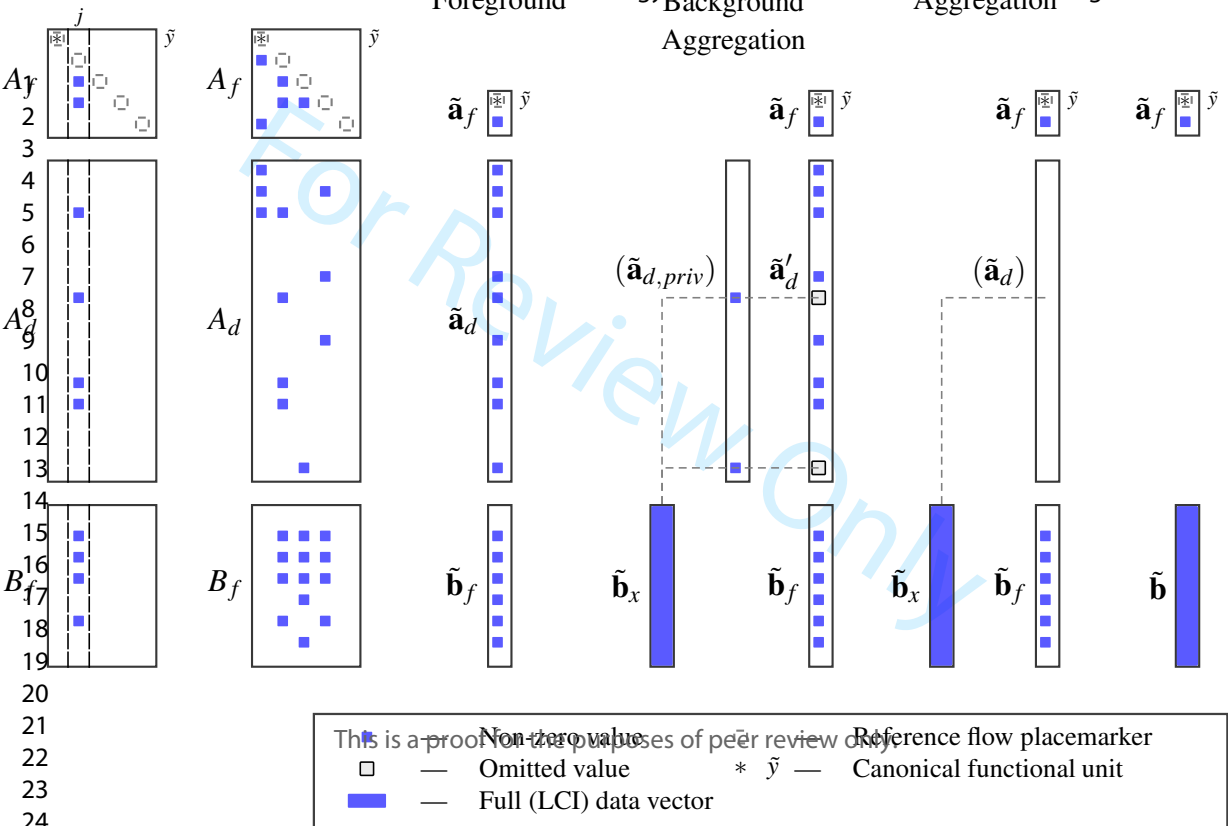 Foreground
Background
Aggregation
Aggregation
j
ỹ
ỹ
A_f
A_f
1
2
3
4
5
6
7
8
9
10
11
12
13
14
15
16
17
18
19
20
21
22
23
24
ã_f ỹ
ã_f ỹ
ã_f ỹ
ã_f
(ã_{d,priv})
ã′_d
(ã_d)
A_d
A_d
ã_d
B_f
B_f
b̃_f
b̃_x
b̃_f
b̃_x
b̃_f
b̃
For Review Only
This is a proof for the purposes of peer review only.
— Non-zero value
— Reference flow placemarker
— Omitted value
* ỹ — Canonical functional unit
— Full (LCI) data vector